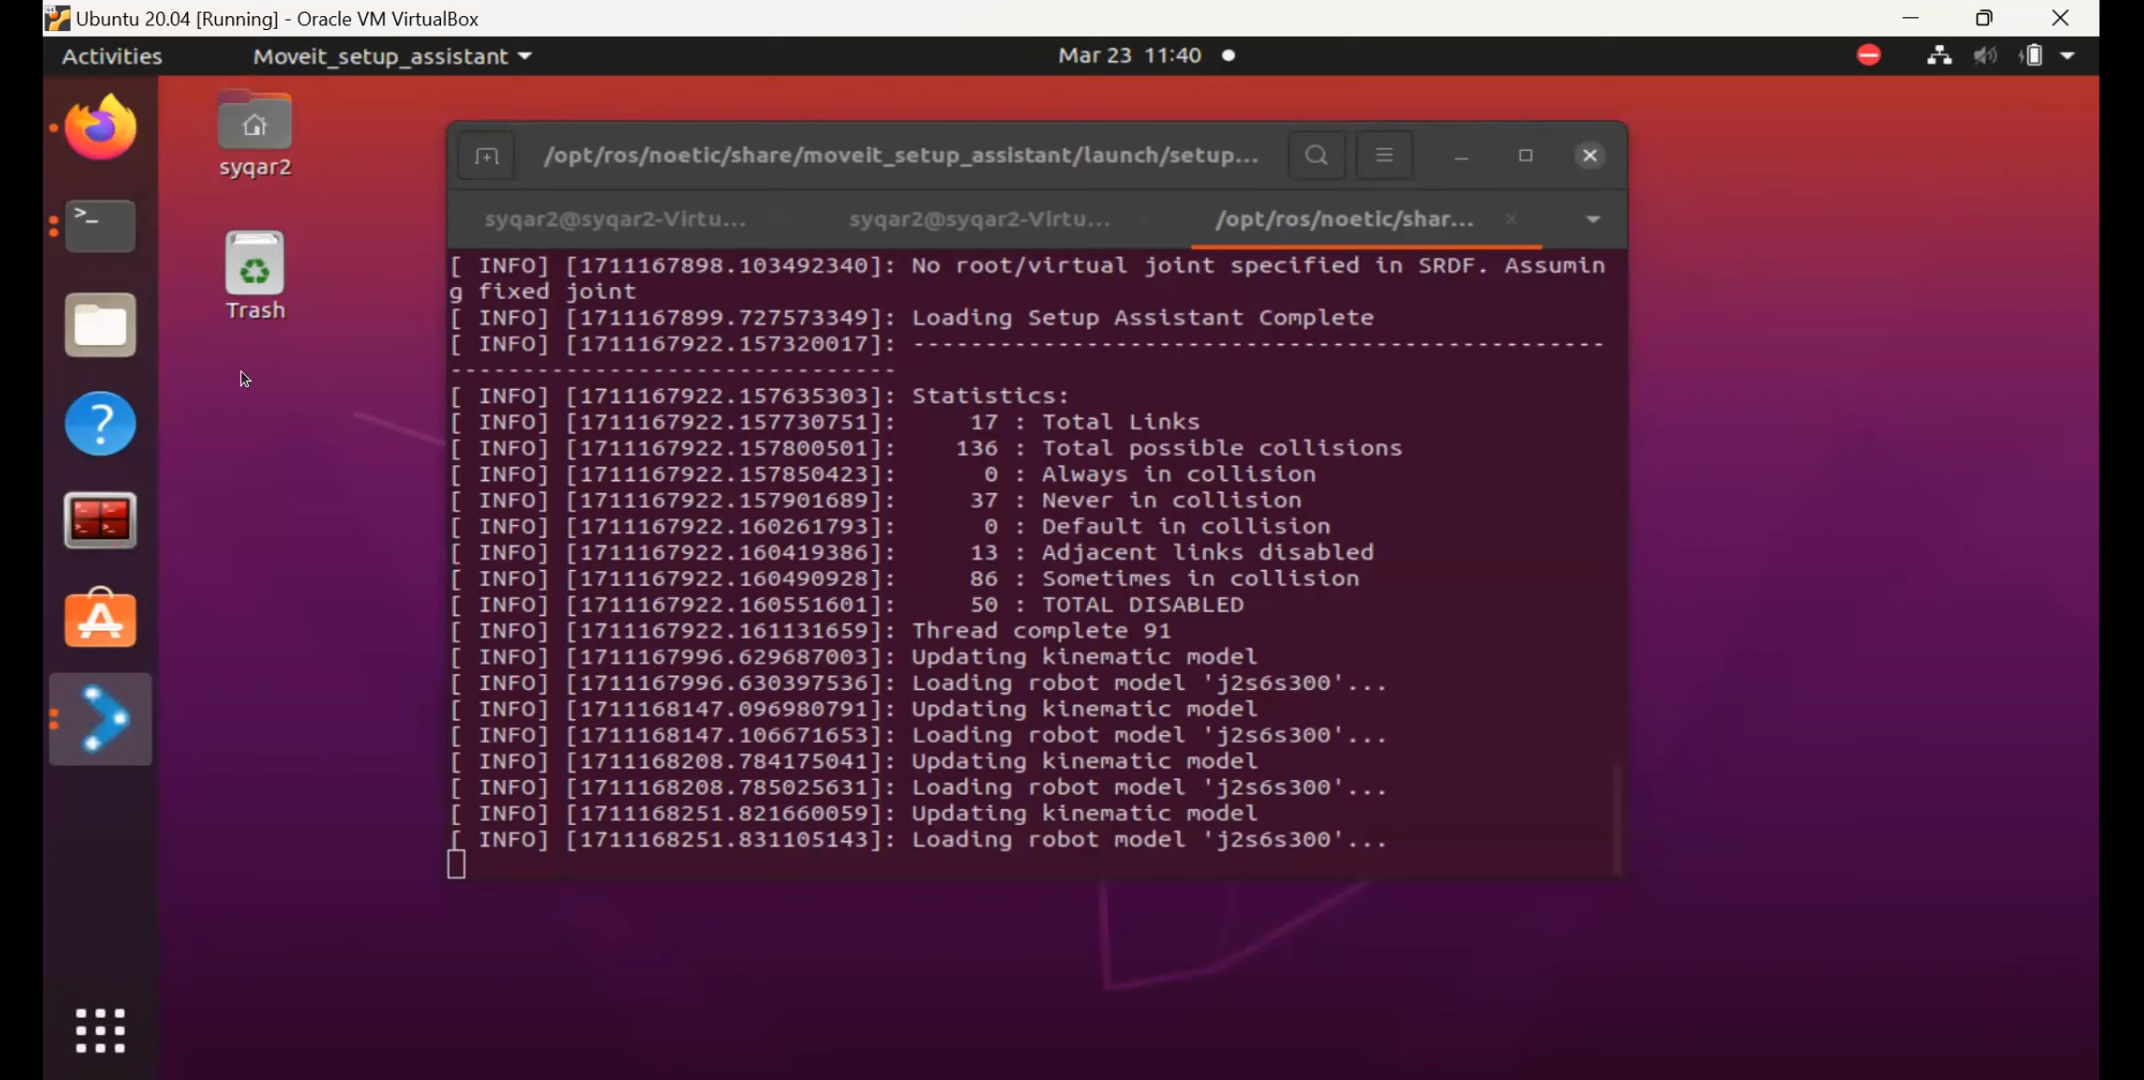 Ubuntu 20.04 [Running] - Oracle VM VirtualBox
Activities
Moveit_setup_assistant
Mar 23 11:40
syqar2
Trash
/opt/ros/noetic/share/moveit_setup_assistant/launch/setup...
syqar2@syqar2-Virtu...
syqar2@syqar2-Virtu...
/opt/ros/noetic/shar...
[ INFO] [1711167898.103492340]: No root/virtual joint specified in SRDF. Assumin
g fixed joint
[ INFO] [1711167899.727573349]: Loading Setup Assistant Complete
[ INFO] [1711167922.157320017]: ------------------------------------------------
-------------------------------
[ INFO] [1711167922.157635303]: Statistics:
[ INFO] [1711167922.157730751]:     17 : Total Links
[ INFO] [1711167922.157800501]:    136 : Total possible collisions
[ INFO] [1711167922.157850423]:      0 : Always in collision
[ INFO] [1711167922.157901689]:     37 : Never in collision
[ INFO] [1711167922.160261793]:      0 : Default in collision
[ INFO] [1711167922.160419386]:     13 : Adjacent links disabled
[ INFO] [1711167922.160490928]:     86 : Sometimes in collision
[ INFO] [1711167922.160551601]:     50 : TOTAL DISABLED
[ INFO] [1711167922.161131659]: Thread complete 91
[ INFO] [1711167996.629687003]: Updating kinematic model
[ INFO] [1711167996.630397536]: Loading robot model 'j2s6s300'...
[ INFO] [1711168147.096980791]: Updating kinematic model
[ INFO] [1711168147.106671653]: Loading robot model 'j2s6s300'...
[ INFO] [1711168208.784175041]: Updating kinematic model
[ INFO] [1711168208.785025631]: Loading robot model 'j2s6s300'...
[ INFO] [1711168251.821660059]: Updating kinematic model
[ INFO] [1711168251.831105143]: Loading robot model 'j2s6s300'...